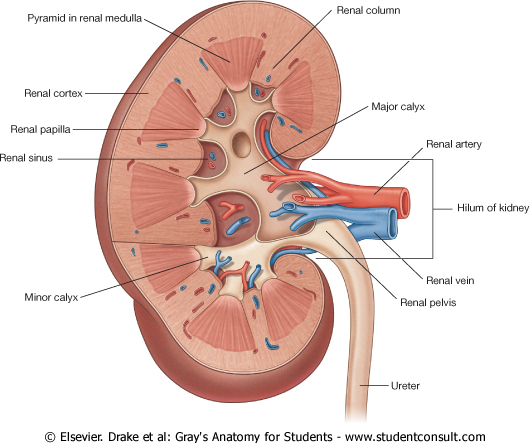 Pyramid in renal medulla
Renal column
Renal cortex
Major calyx
Renal papilla
Renal artery
Renal sinus
Hilum of kidney
Renal vein
Minor calyx
Renal pelvis
Ureter
© Elsevier. Drake et al: Gray's Anatomy for Students - www.studentconsult.com